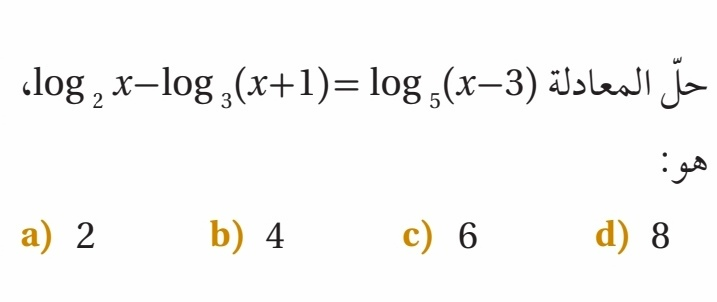 حلّ المعادلة log ₂ x−log ₃(x+1)= log ₅(x−3)،
هو:
a) 2 b) 4 c) 6 d) 8